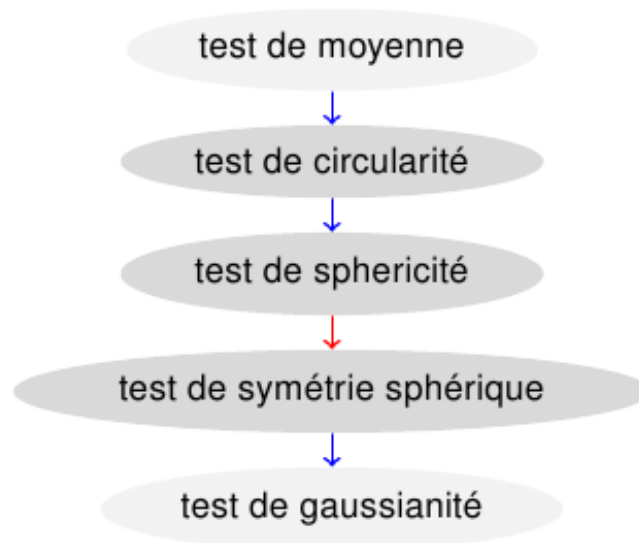 test de moyenne
test de circularité
test de sphericité
test de symétrie sphérique
test de gaussianité